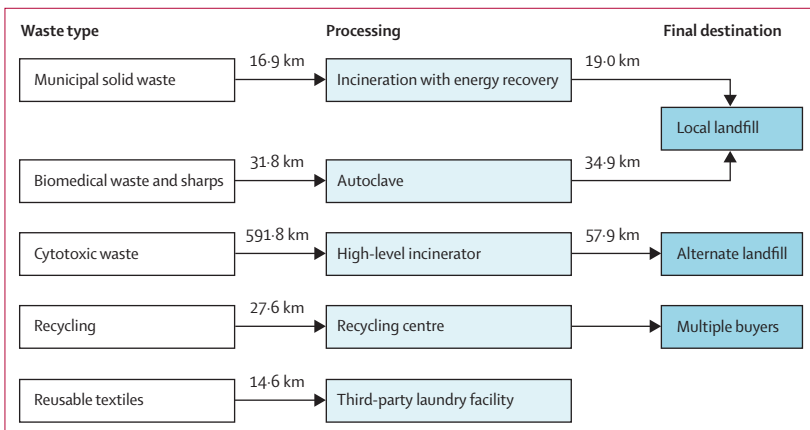 Waste type
Processing
Final destination
Municipal solid waste
16·9 km
Incineration with energy recovery
19·0 km
Local landfill
Biomedical waste and sharps
31·8 km
Autoclave
34·9 km
Cytotoxic waste
591·8 km
High-level incinerator
57·9 km
Alternate landfill
Recycling
27·6 km
Recycling centre
Multiple buyers
Reusable textiles
14·6 km
Third-party laundry facility